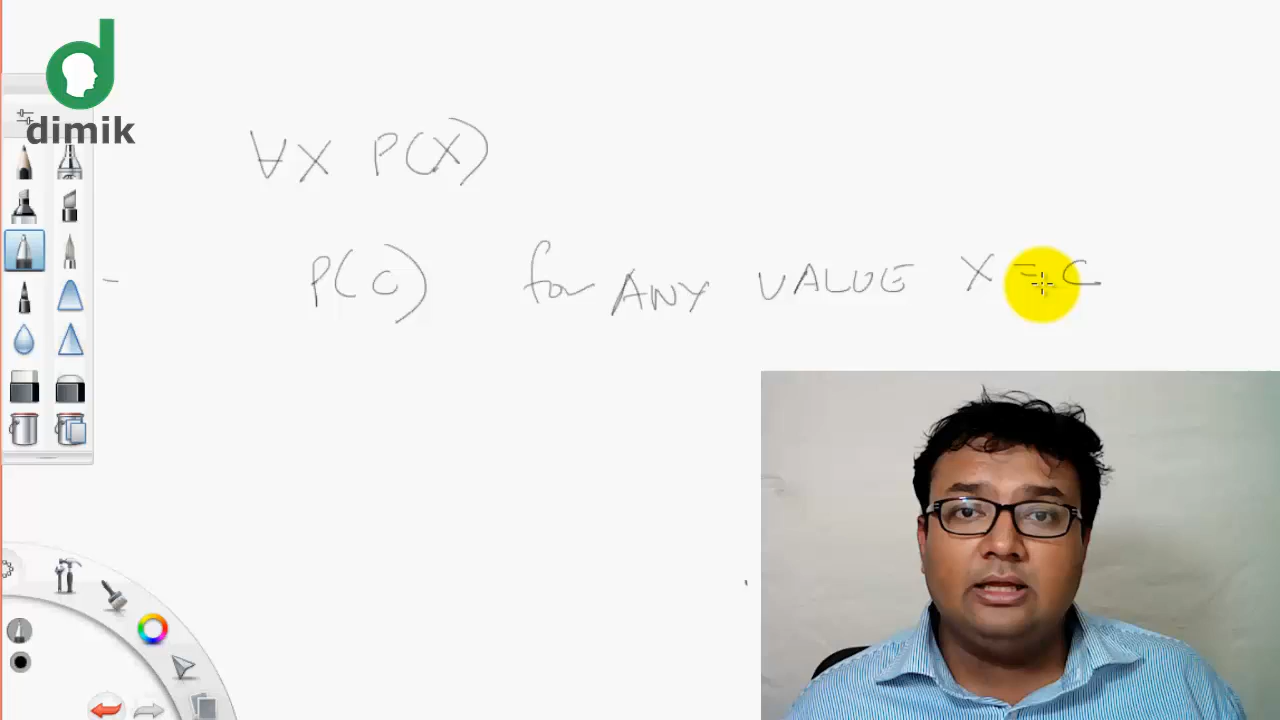 dimik
∀X P(X)
P(C) for ANY VALUE X = C